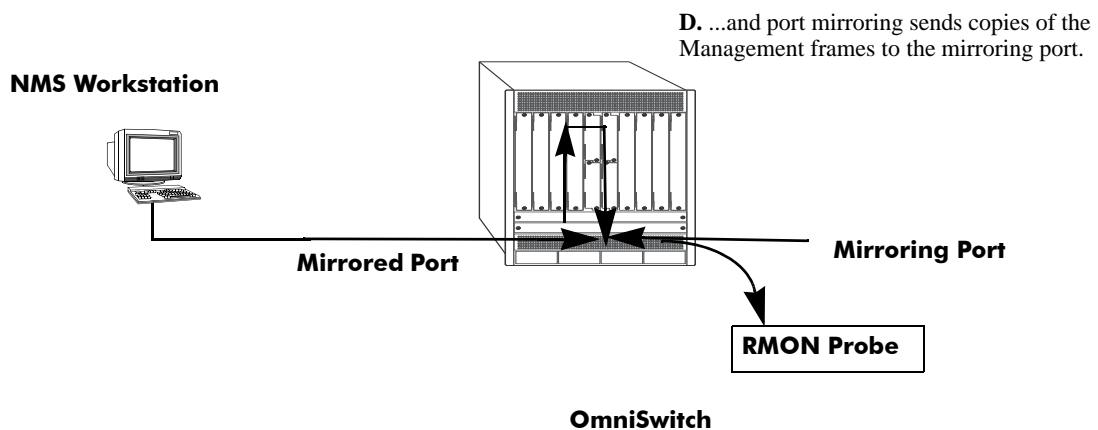 D. ...and port mirroring sends copies of the
Management frames to the mirroring port.
NMS Workstation
Mirrored Port
Mirroring Port
RMON Probe
OmniSwitch